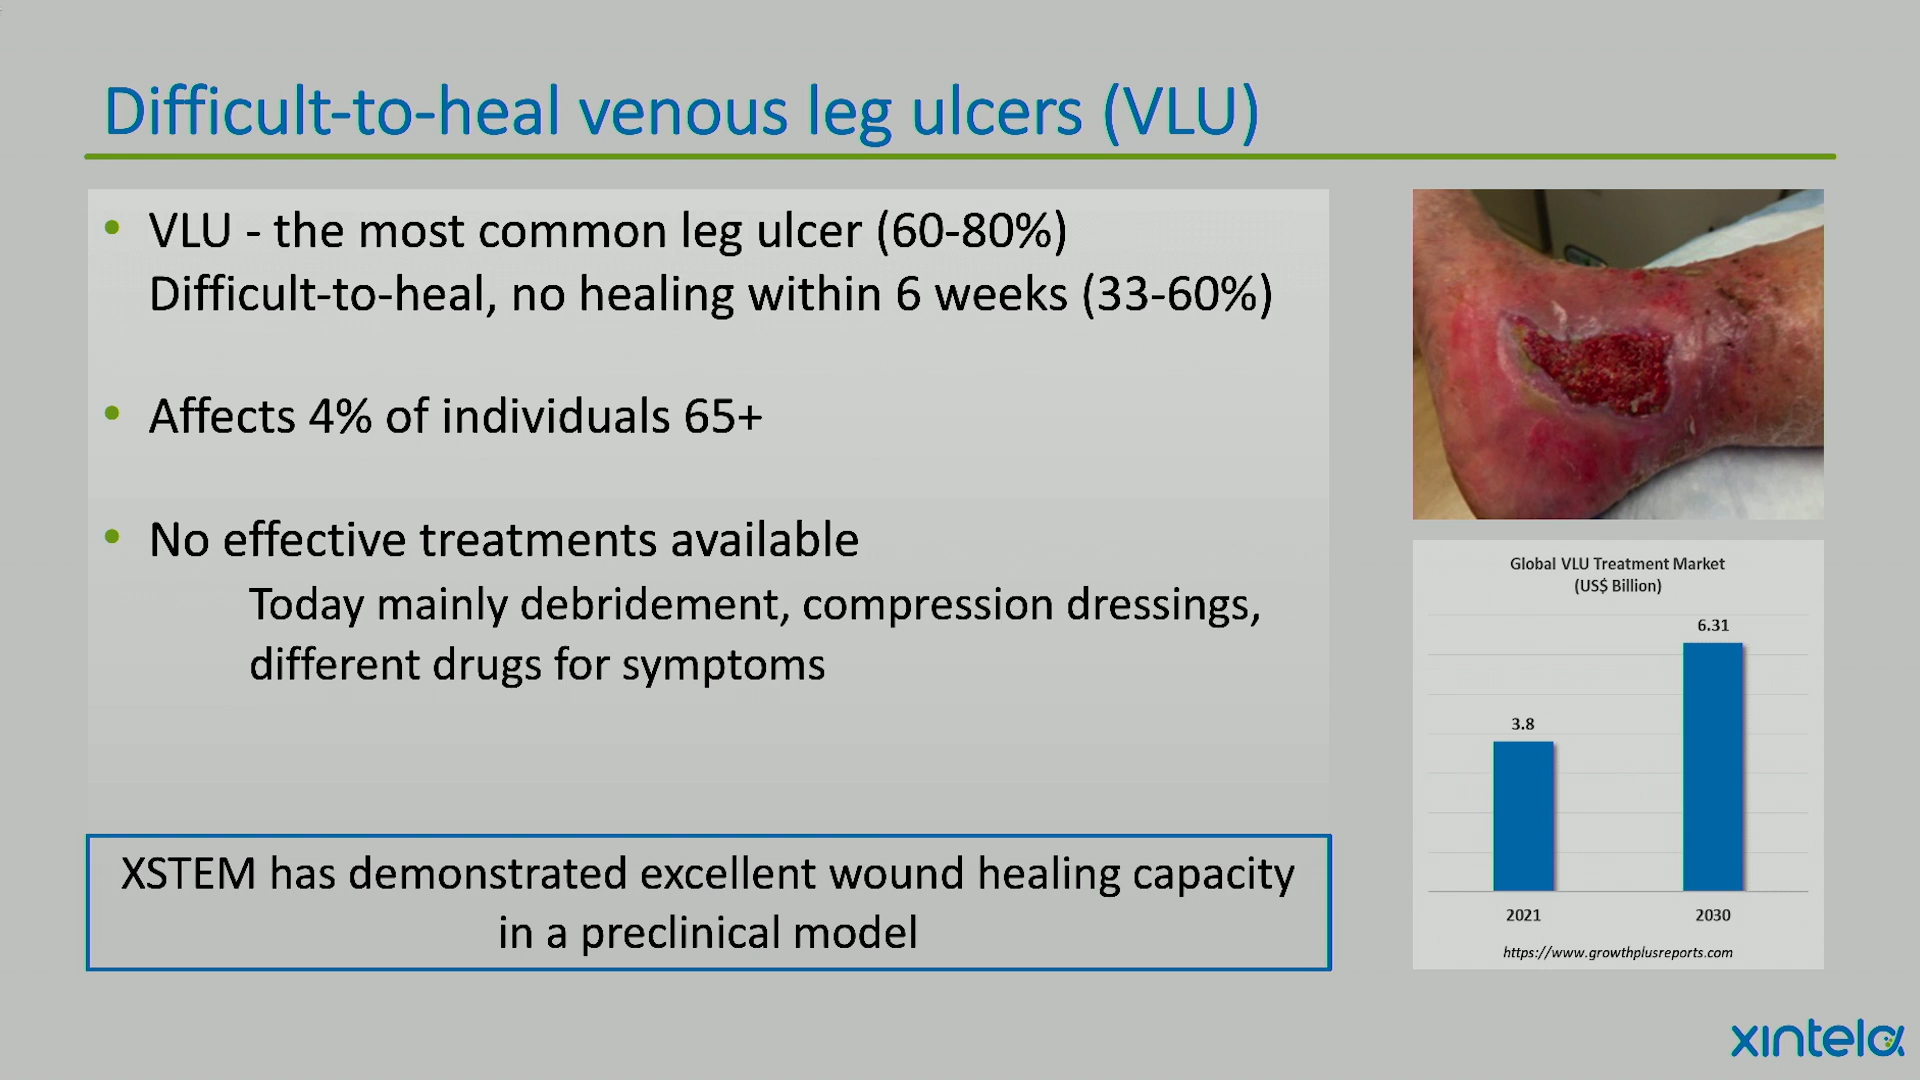 Difficult-to-heal venous leg ulcers (VLU)
• VLU - the most common leg ulcer (60-80%)
Difficult-to-heal, no healing within 6 weeks (33-60%)
• Affects 4% of individuals 65+
• No effective treatments available
Today mainly debridement, compression dressings,
different drugs for symptoms
XSTEM has demonstrated excellent wound healing capacity
in a preclinical model
Global VLU Treatment Market
(US$ Billion)
6.31
3.8
2021
2030
https://www.growthplusreports.com
xintela